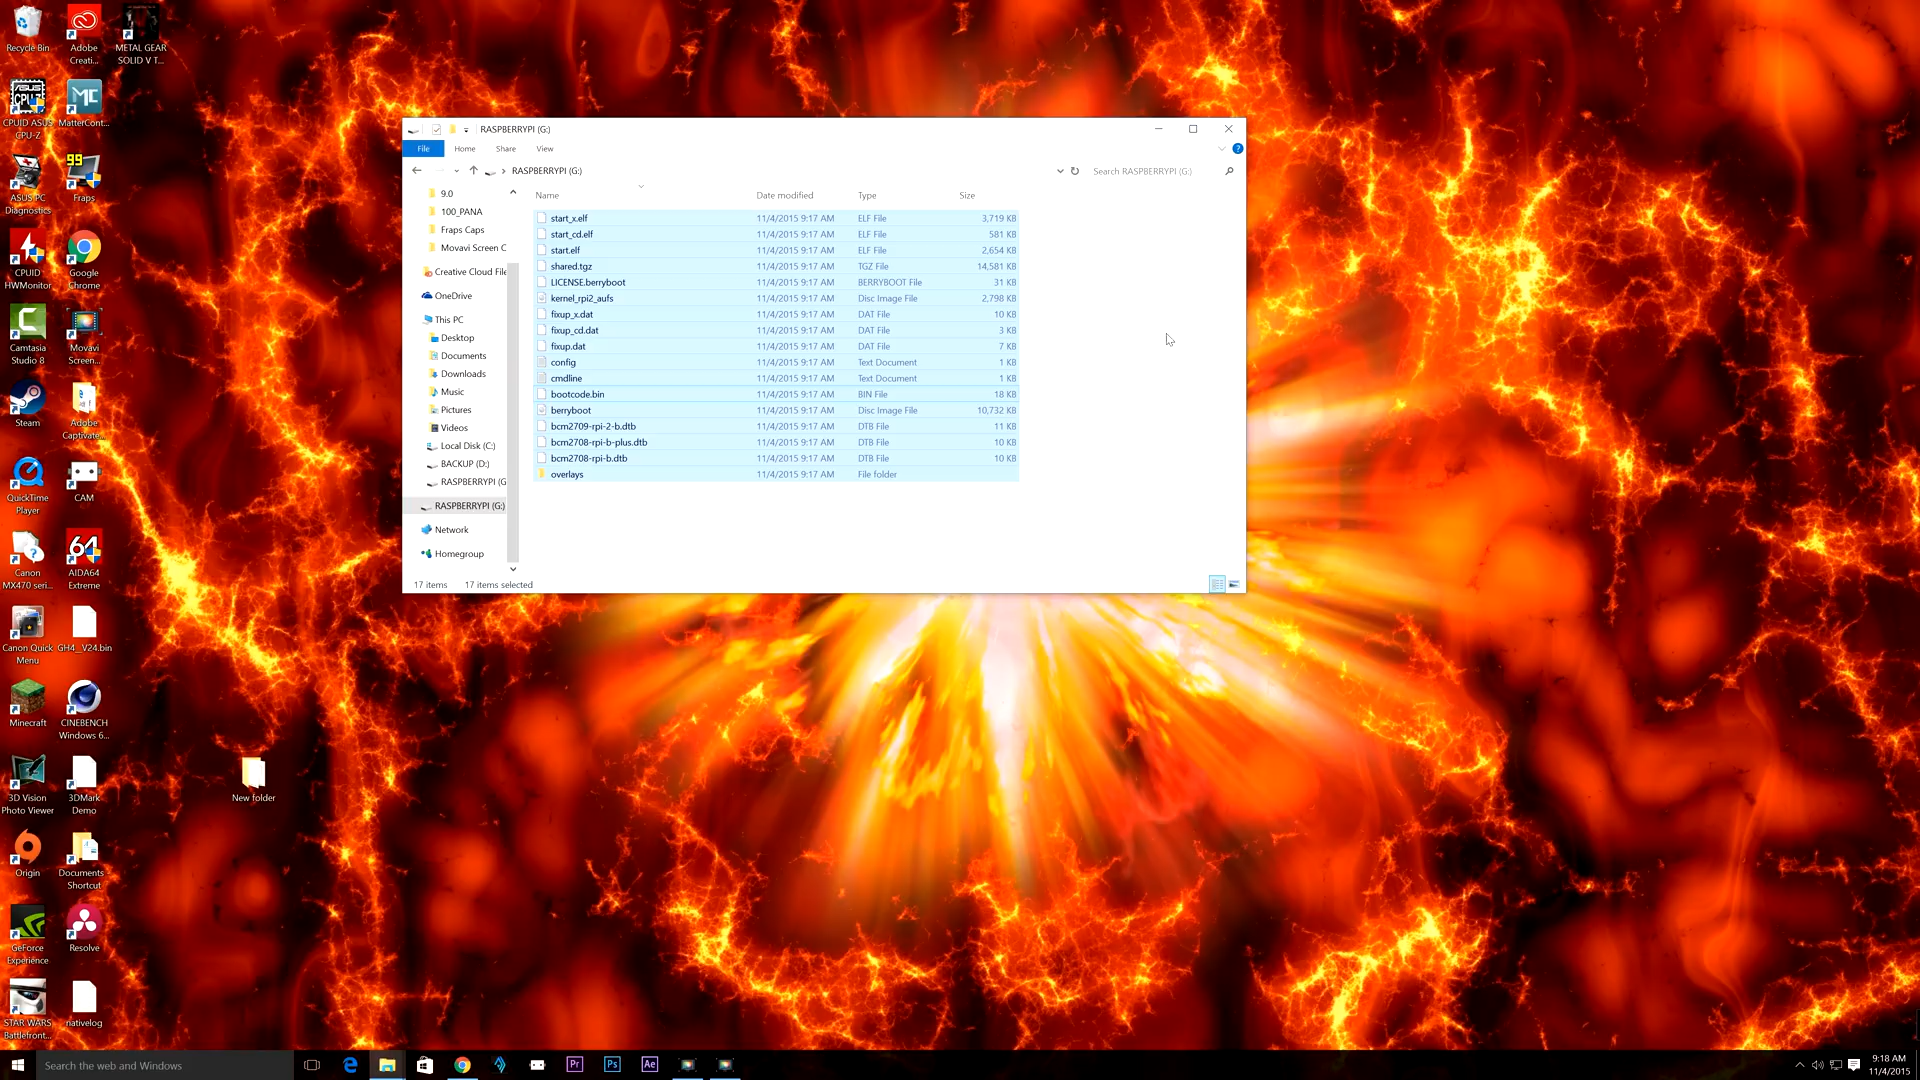 Recycle Bin
Adobe
Creati...
METAL GEAR
SOLID V T...
CPUID ASUS
CPU-Z
MatterCont...
ASUS PC
Diagnostics
99
Fraps
CPUID
HWMonitor
Google
Chrome
Camtasia
Studio 8
Movavi
Screen...
Steam
Adobe
Captivate...
QuickTime
Player
CAM
Canon
MX470 seri...
64
AIDA64
Extreme
Canon Quick
Menu
GH4__V24.bin
Minecraft
CINEBENCH
Windows 6...
3D Vision
Photo Viewer
3DMark
Demo
New folder
Origin
Documents
Shortcut
GeForce
Experience
Resolve
STAR WARS
Battlefront...
nativelog
RASPBERRYPI (G:)
File Home Share View
RASPBERRYPI (G:)
Search RASPBERRYPI (G:)
9.0
100_PANA
Fraps Caps
Movavi Screen C
Creative Cloud File
OneDrive
This PC
Desktop
Documents
Downloads
Music
Pictures
Videos
Local Disk (C:)
BACKUP (D:)
RASPBERRYPI (G
RASPBERRYPI (G:)
Network
Homegroup
Name Date modified Type Size
start_x.elf 11/4/2015 9:17 AM ELF File 3,719 KB
start_cd.elf 11/4/2015 9:17 AM ELF File 581 KB
start.elf 11/4/2015 9:17 AM ELF File 2,654 KB
shared.tgz 11/4/2015 9:17 AM TGZ File 14,581 KB
LICENSE.berryboot 11/4/2015 9:17 AM BERRYBOOT File 31 KB
kernel_rpi2_aufs 11/4/2015 9:17 AM Disc Image File 2,798 KB
fixup_x.dat 11/4/2015 9:17 AM DAT File 10 KB
fixup_cd.dat 11/4/2015 9:17 AM DAT File 3 KB
fixup.dat 11/4/2015 9:17 AM DAT File 7 KB
config 11/4/2015 9:17 AM Text Document 1 KB
cmdline 11/4/2015 9:17 AM Text Document 1 KB
bootcode.bin 11/4/2015 9:17 AM BIN File 18 KB
berryboot 11/4/2015 9:17 AM Disc Image File 10,732 KB
bcm2709-rpi-2-b.dtb 11/4/2015 9:17 AM DTB File 11 KB
bcm2708-rpi-b-plus.dtb 11/4/2015 9:17 AM DTB File 10 KB
bcm2708-rpi-b.dtb 11/4/2015 9:17 AM DTB File 10 KB
overlays 11/4/2015 9:17 AM File folder
17 items 17 items selected
Search the web and Windows
Pr
Ps
Ae
9:18 AM
11/4/2015